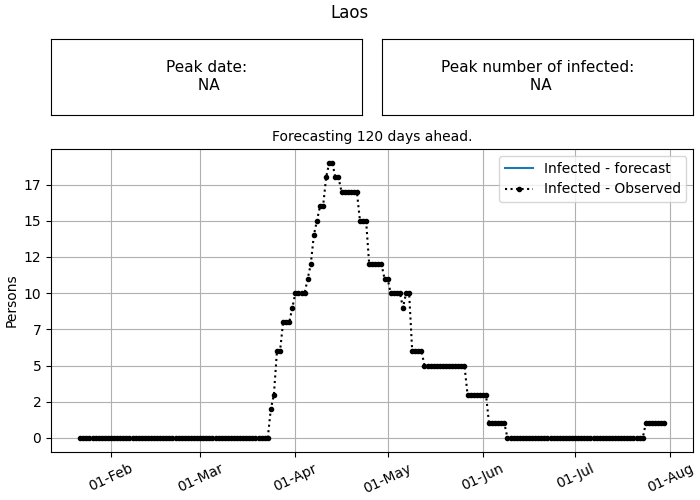 Laos
Peak date:
NA
Peak number of infected:
NA
Forecasting 120 days ahead.
Infected - forecast
Infected - Observed
17
15
12
10
7
5
2
0
Persons
01-Feb
01-Mar
01-Apr
01-May
01-Jun
01-Jul
01-Aug